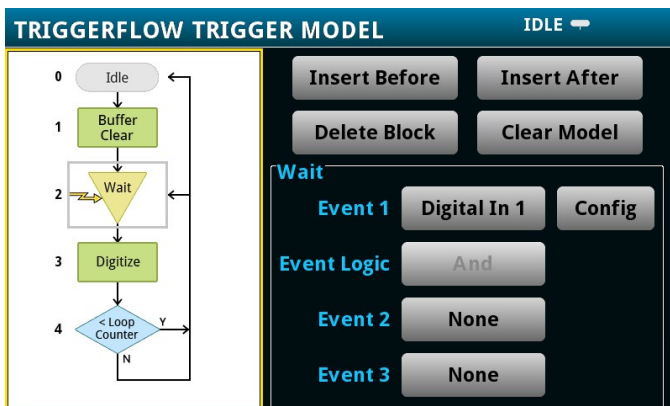 TRIGGERFLOW TRIGGER MODEL
IDLE
0 Idle
1 Buffer
Clear
2 Wait
3 Digitize
4 < Loop
Counter
Y
N
Insert Before Insert After
Delete Block Clear Model
Wait
Event 1 Digital In 1 Config
Event Logic And
Event 2 None
Event 3 None